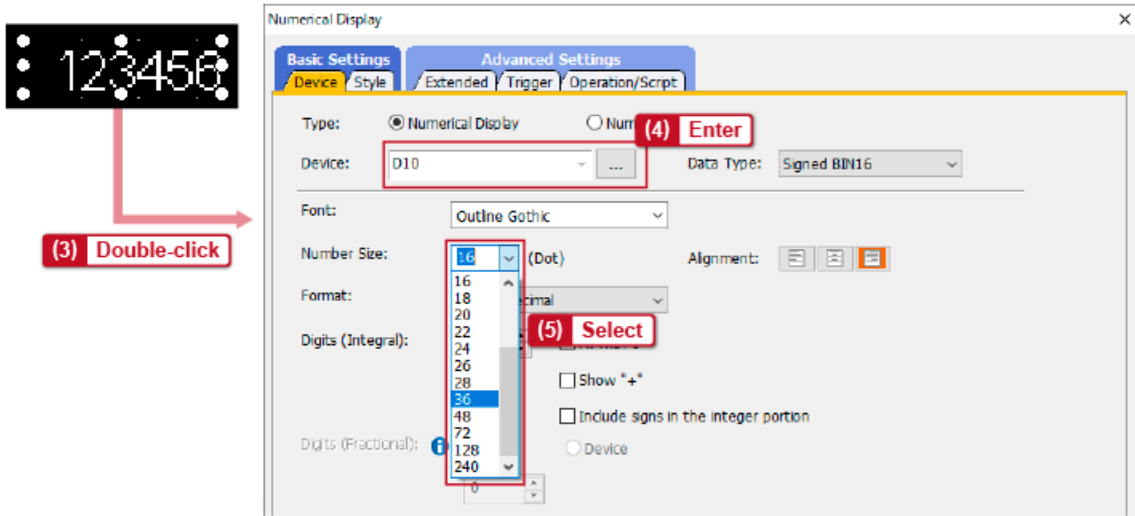 Numerical Display
123456
Basic Settings
Advanced Settings
Device Style Extended Trigger Operation/Script
Type: Numerical Display Num
(4) Enter
Device: D10 ... Data Type: Signed BIN16
Font: Outline Gothic
(3) Double-click
Number Size: 16 (Dot) Alignment:
16
Format:
18
20
22
(5) Select
Digits (Integral):
24
26
28
Show "+"
36
48
Include signs in the integer portion
72
Digits (Fractional): Device
128
240
0